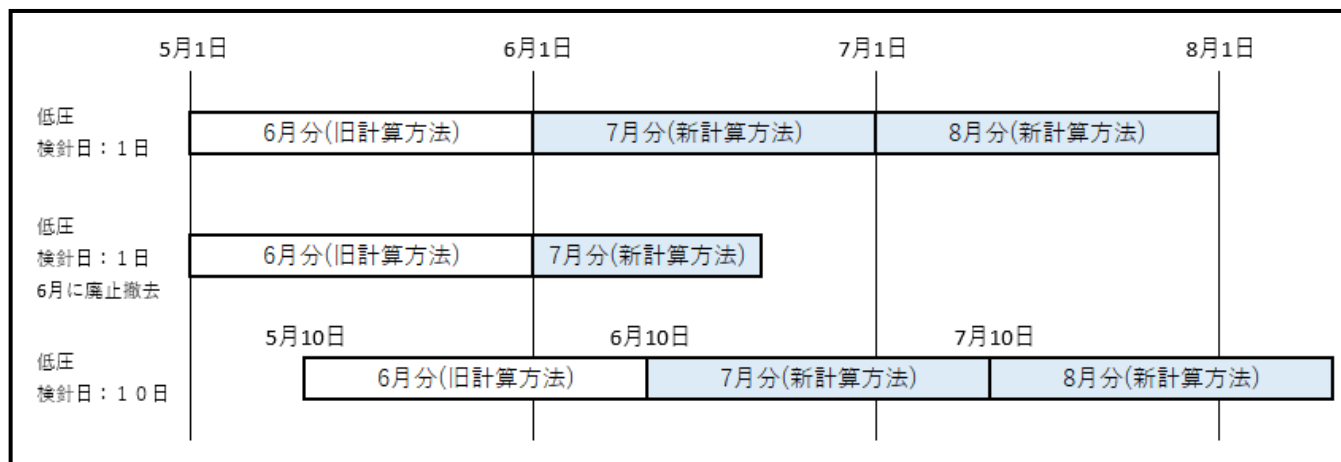 5月1日 6月1日 7月1日 8月1日
低圧
検針日：1日
6月分(旧計算方法) 7月分(新計算方法) 8月分(新計算方法)
低圧
検針日：1日
6月に廃止撤去
6月分(旧計算方法) 7月分(新計算方法)
5月10日 6月10日 7月10日
低圧
検針日：１０日
6月分(旧計算方法) 7月分(新計算方法) 8月分(新計算方法)